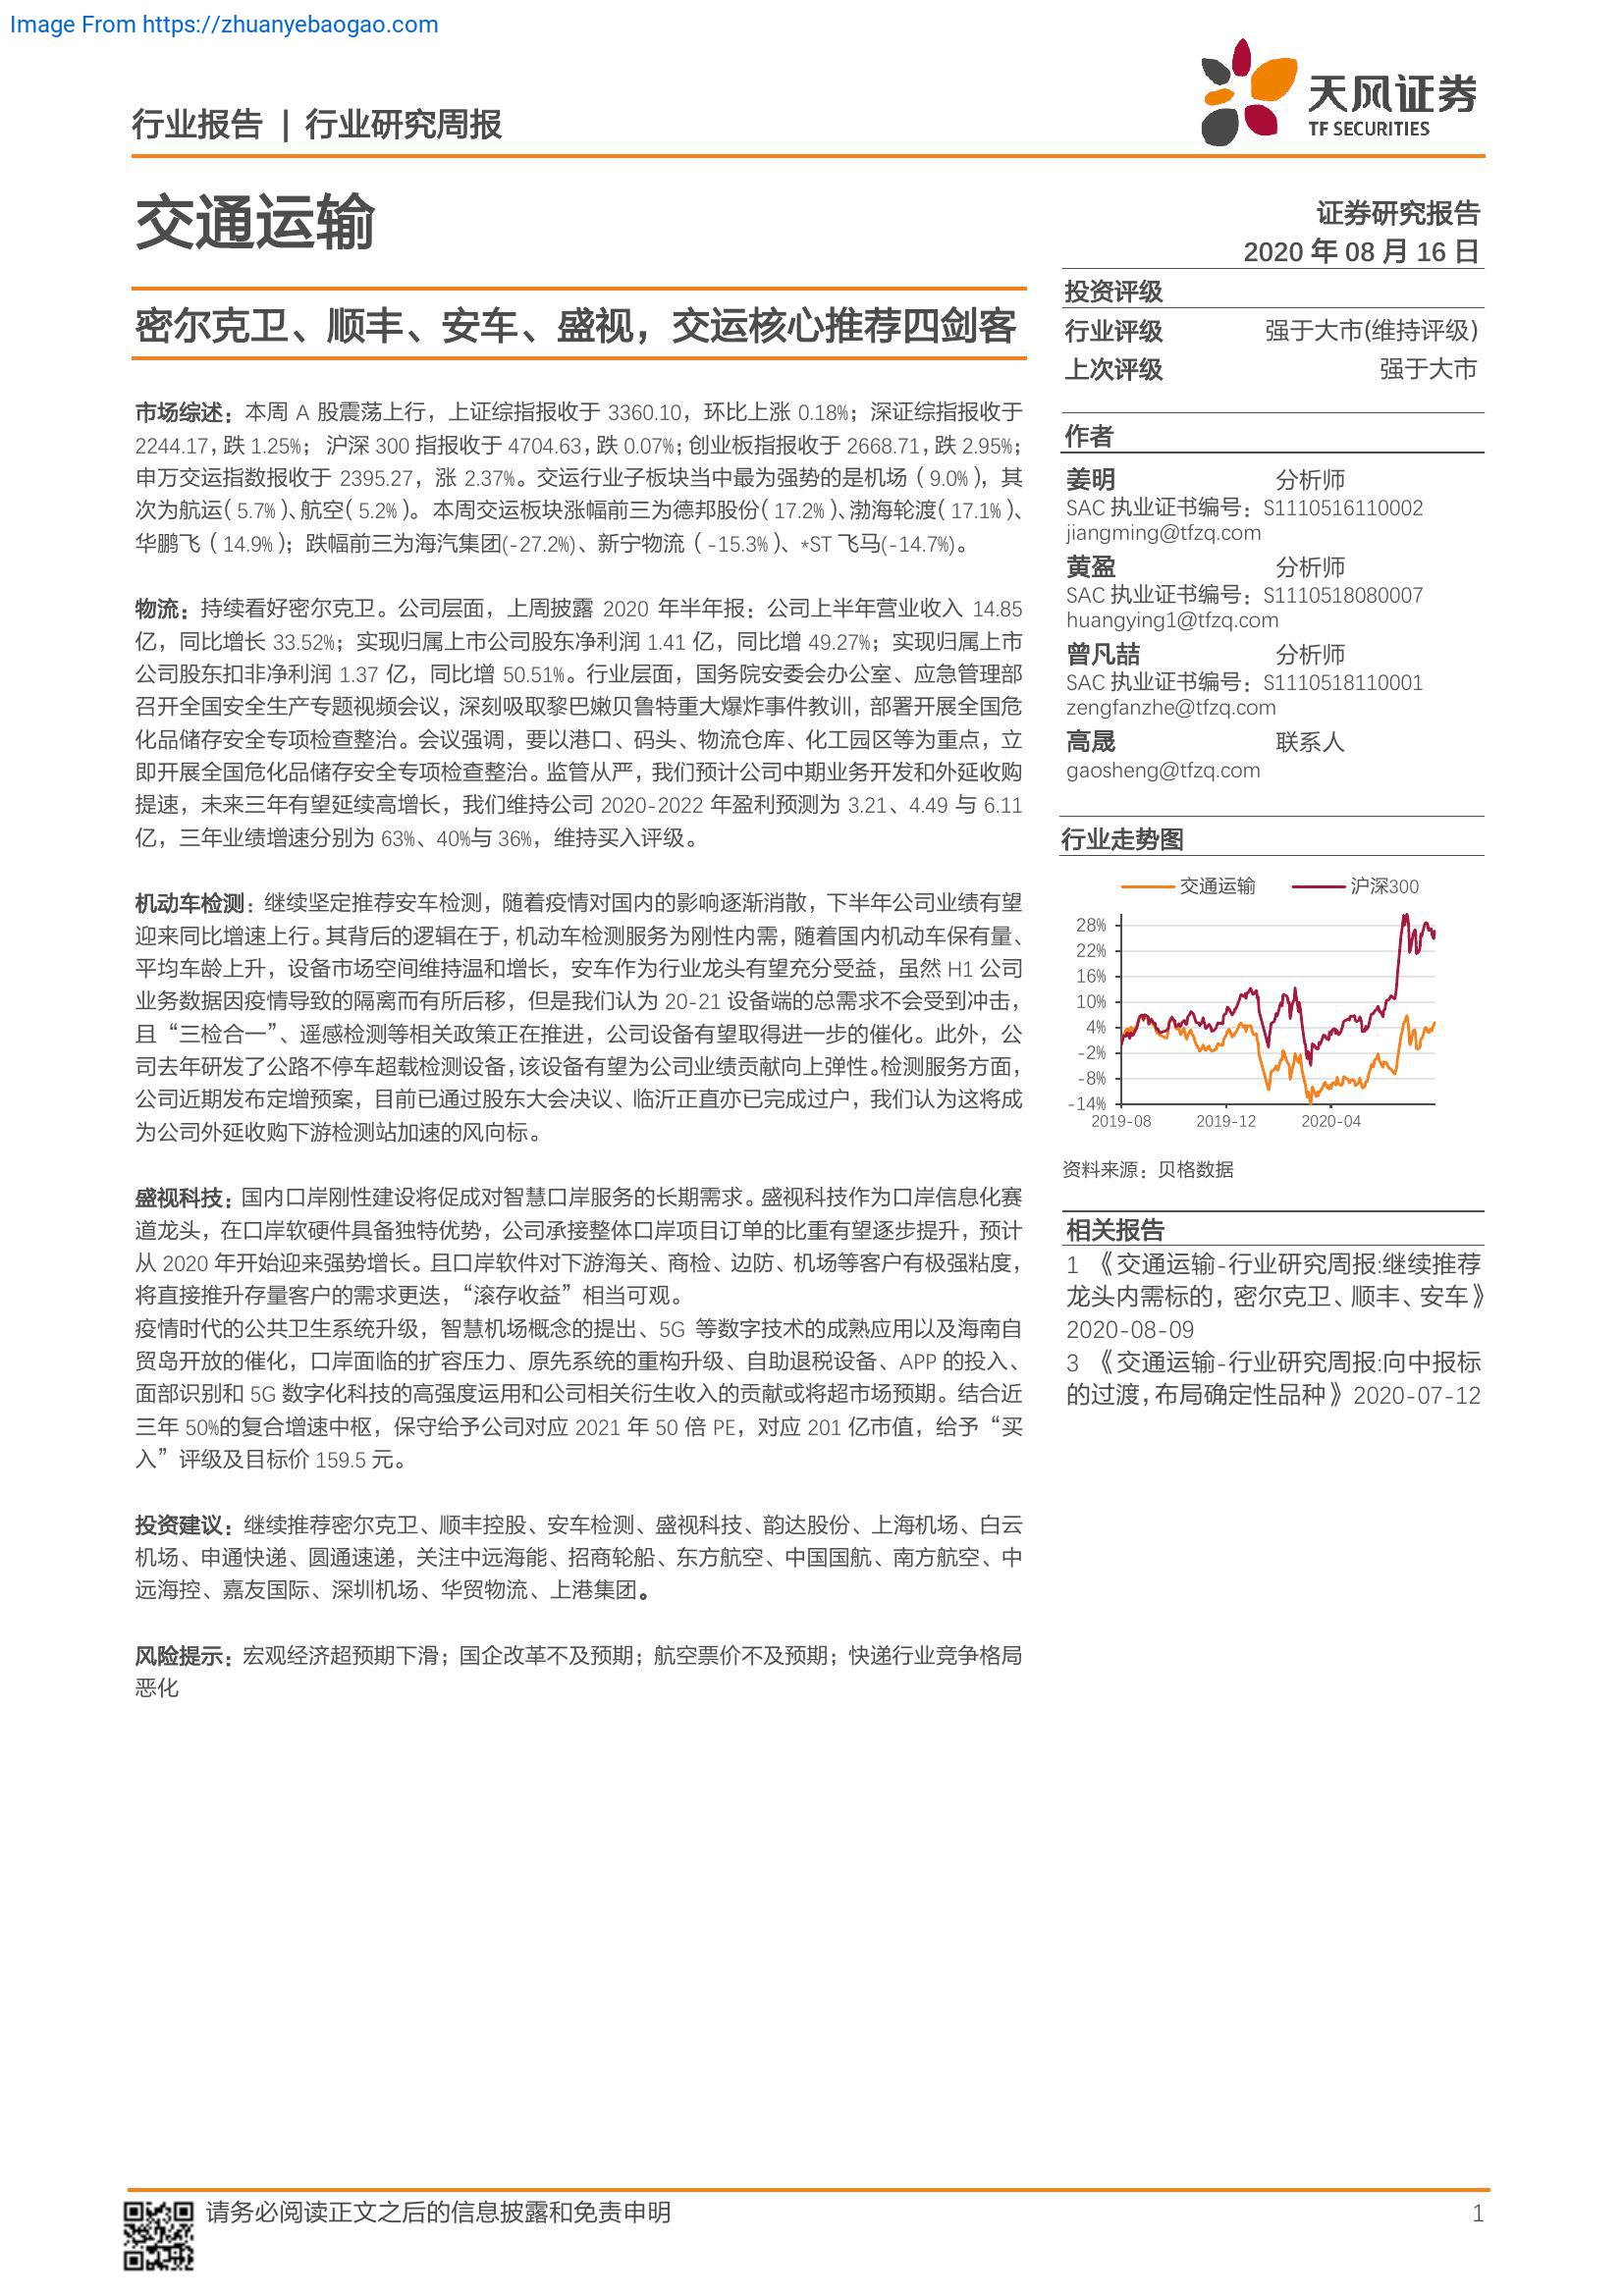 Image From https://zhuanyebaogao.com
行业报告 | 行业研究周报
天风证券
TF SECURITIES
交通运输
证券研究报告
2020 年 08 月 16 日
密尔克卫、顺丰、安车、盛视，交运核心推荐四剑客
市场综述：本周 A 股震荡上行，上证综指报收于 3360.10，环比上涨 0.18%；深证综指报收于
2244.17，跌 1.25%； 沪深 300 指报收于 4704.63，跌 0.07%；创业板指报收于 2668.71，跌 2.95%；
申万交运指数报收于 2395.27，涨 2.37%。交运行业子板块当中最为强势的是机场（ 9.0% ），其
次为航运（ 5.7% ）、航空（ 5.2% ）。 本周交运板块涨幅前三为德邦股份（ 17.2% ）、渤海轮渡（ 17.1% ）、
华鹏飞（ 14.9% ）；跌幅前三为海汽集团(-27.2%)、新宁物流（ -15.3% ）、*ST 飞马(-14.7%)。
物流：持续看好密尔克卫。公司层面，上周披露 2020 年半年报：公司上半年营业收入 14.85
亿，同比增长 33.52%；实现归属上市公司股东净利润 1.41 亿，同比增 49.27%；实现归属上市
公司股东扣非净利润 1.37 亿，同比增 50.51%。行业层面，国务院安委会办公室、应急管理部
召开全国安全生产专题视频会议，深刻吸取黎巴嫩贝鲁特重大爆炸事件教训，部署开展全国危
化品储存安全专项检查整治。会议强调，要以港口、码头、物流仓库、化工园区等为重点，立
即开展全国危化品储存安全专项检查整治。监管从严，我们预计公司中期业务开发和外延收购
提速，未来三年有望延续高增长，我们维持公司 2020-2022 年盈利预测为 3.21、4.49 与 6.11
亿，三年业绩增速分别为 63%、40%与 36%，维持买入评级。
机动车检测：继续坚定推荐安车检测，随着疫情对国内的影响逐渐消散，下半年公司业绩有望
迎来同比增速上行。其背后的逻辑在于，机动车检测服务为刚性内需，随着国内机动车保有量、
平均车龄上升，设备市场空间维持温和增长，安车作为行业龙头有望充分受益，虽然 H1 公司
业务数据因疫情导致的隔离而有所后移，但是我们认为 20-21 设备端的总需求不会受到冲击，
且“三检合一”、遥感检测等相关政策正在推进，公司设备有望取得进一步的催化。此外，公
司去年研发了公路不停车超载检测设备，该设备有望为公司业绩贡献向上弹性。检测服务方面，
公司近期发布定增预案，目前已通过股东大会决议、临沂正直亦已完成过户，我们认为这将成
为公司外延收购下游检测站加速的风向标。
盛视科技：国内口岸刚性建设将促成对智慧口岸服务的长期需求。盛视科技作为口岸信息化赛
道龙头，在口岸软硬件具备独特优势，公司承接整体口岸项目订单的比重有望逐步提升，预计
从 2020 年开始迎来强势增长。且口岸软件对下游海关、商检、边防、机场等客户有极强粘度，
将直接推升存量客户的需求更迭，“滚存收益”相当可观。
疫情时代的公共卫生系统升级，智慧机场概念的提出、5G 等数字技术的成熟应用以及海南自
贸岛开放的催化，口岸面临的扩容压力、原先系统的重构升级、自助退税设备、APP 的投入、
面部识别和 5G 数字化科技的高强度运用和公司相关衍生收入的贡献或将超市场预期。结合近
三年 50%的复合增速中枢，保守给予公司对应 2021 年 50 倍 PE，对应 201 亿市值，给予“买
入”评级及目标价 159.5 元。
投资建议：继续推荐密尔克卫、顺丰控股、安车检测、盛视科技、韵达股份、上海机场、白云
机场、申通快递、圆通速递，关注中远海能、招商轮船、东方航空、中国国航、南方航空、中
远海控、嘉友国际、深圳机场、华贸物流、上港集团。
风险提示：宏观经济超预期下滑；国企改革不及预期；航空票价不及预期；快递行业竞争格局
恶化
投资评级
行业评级 强于大市(维持评级)
上次评级 强于大市
作者
姜明 分析师
SAC 执业证书编号：S1110516110002
jiangming@tfzq.com
黄盈 分析师
SAC 执业证书编号：S1110518080007
huangying1@tfzq.com
曾凡喆 分析师
SAC 执业证书编号：S1110518110001
zengfanzhe@tfzq.com
高晟 联系人
gaosheng@tfzq.com
行业走势图
交通运输 沪深300
28%
22%
16%
10%
4%
-2%
-8%
-14%
2019-08 2019-12 2020-04
资料来源：贝格数据
相关报告
1 《交通运输-行业研究周报:继续推荐
龙头内需标的，密尔克卫、顺丰、安车》
2020-08-09
3 《交通运输-行业研究周报:向中报标
的过渡，布局确定性品种》2020-07-12
请务必阅读正文之后的信息披露和免责申明 1